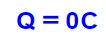 Q = 0C